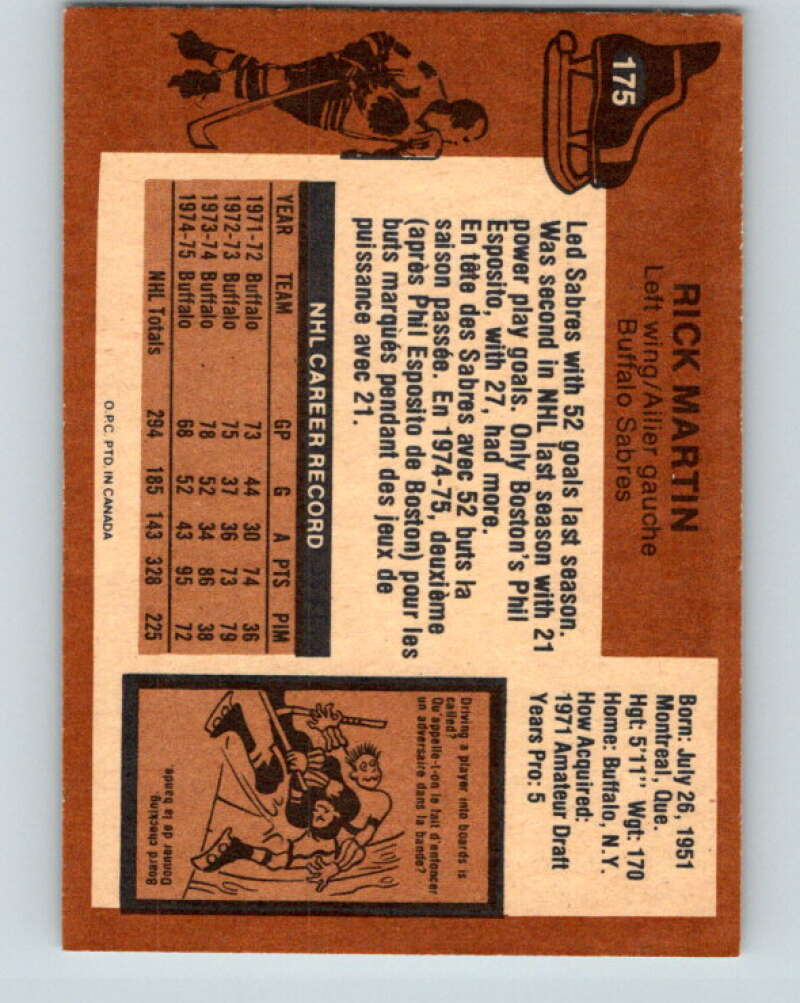 175
RICK MARTIN
Left wing/Ailier gauche
Buffalo Sabres
Led Sabres with 52 goals last season.
Was second in NHL last season with 21
power play goals. Only Boston's Phil
Esposito, with 27, had more.
En tête des Sabres avec 52 buts la
saison passée. En 1974-75, deuxième
(après Phil Esposito de Boston) pour les
buts marqués pendant des jeux de
puissance avec 21.
NHL CAREER RECORD
YEAR TEAM GP G A PTS PIM
1971-72 Buffalo 73 44 30 74 36
1972-73 Buffalo 75 37 36 73 79
1973-74 Buffalo 78 52 34 86 38
1974-75 Buffalo 68 52 43 95 72
NHL Totals 294 185 143 328 225
O.P.C. PTD. IN CANADA
Born: July 26, 1951
Montreal, Que.
Hgt: 5'11" Wgt: 170
Home: Buffalo, N.Y.
How Acquired:
1971 Amateur Draft
Years Pro: 5
Driving a player into boards is
called?
Qu'appelle-t-on le fait d'enfoncer
un adversaire dans la bande?
Board checking
Donner de la bande.